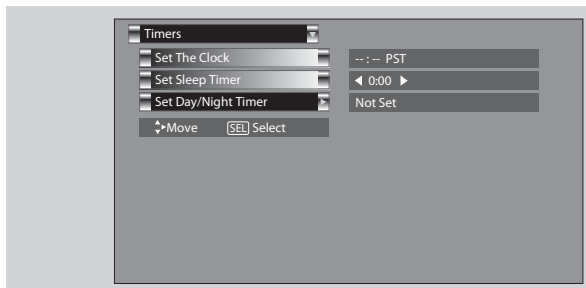 Timers
Set The Clock -- : -- PST
Set Sleep Timer 0:00
Set Day/Night Timer Not Set
Move SEL Select